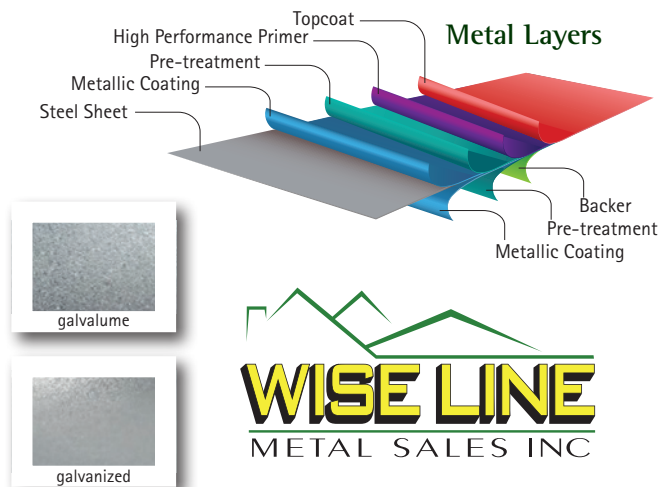 Metal Layers
Topcoat
High Performance Primer
Pre-treatment
Metallic Coating
Steel Sheet
Backer
Pre-treatment
Metallic Coating
galvalume
galvanized
WISE LINE
METAL SALES INC